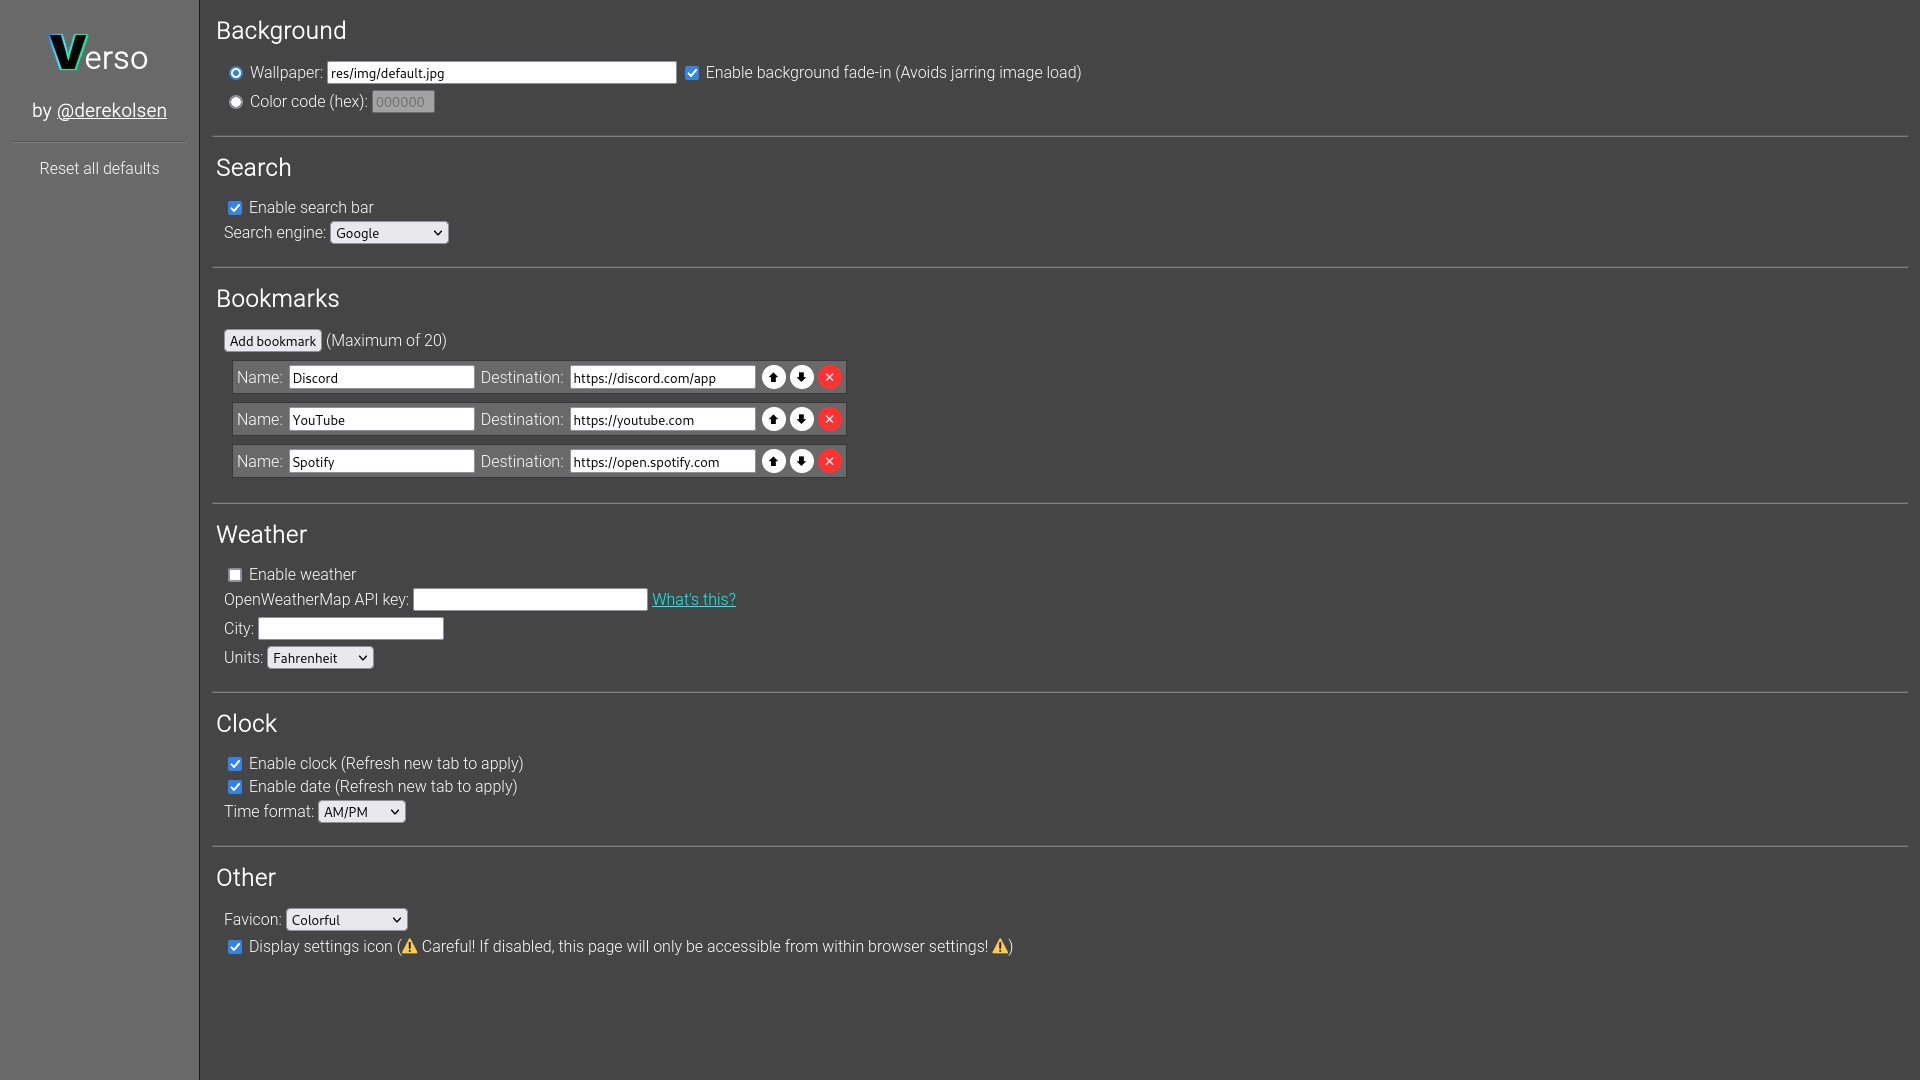 Verso
by @derekolsen
Reset all defaults
Background
Wallpaper: res/img/default.jpg Enable background fade-in (Avoids jarring image load)
Color code (hex): 000000
Search
Enable search bar
Search engine: Google
Bookmarks
Add bookmark (Maximum of 20)
Name: Discord Destination: https://discord.com/app
Name: YouTube Destination: https://youtube.com
Name: Spotify Destination: https://open.spotify.com
Weather
Enable weather
OpenWeatherMap API key: What's this?
City:
Units: Fahrenheit
Clock
Enable clock (Refresh new tab to apply)
Enable date (Refresh new tab to apply)
Time format: AM/PM
Other
Favicon: Colorful
Display settings icon (⚠️ Careful! If disabled, this page will only be accessible from within browser settings! ⚠️)